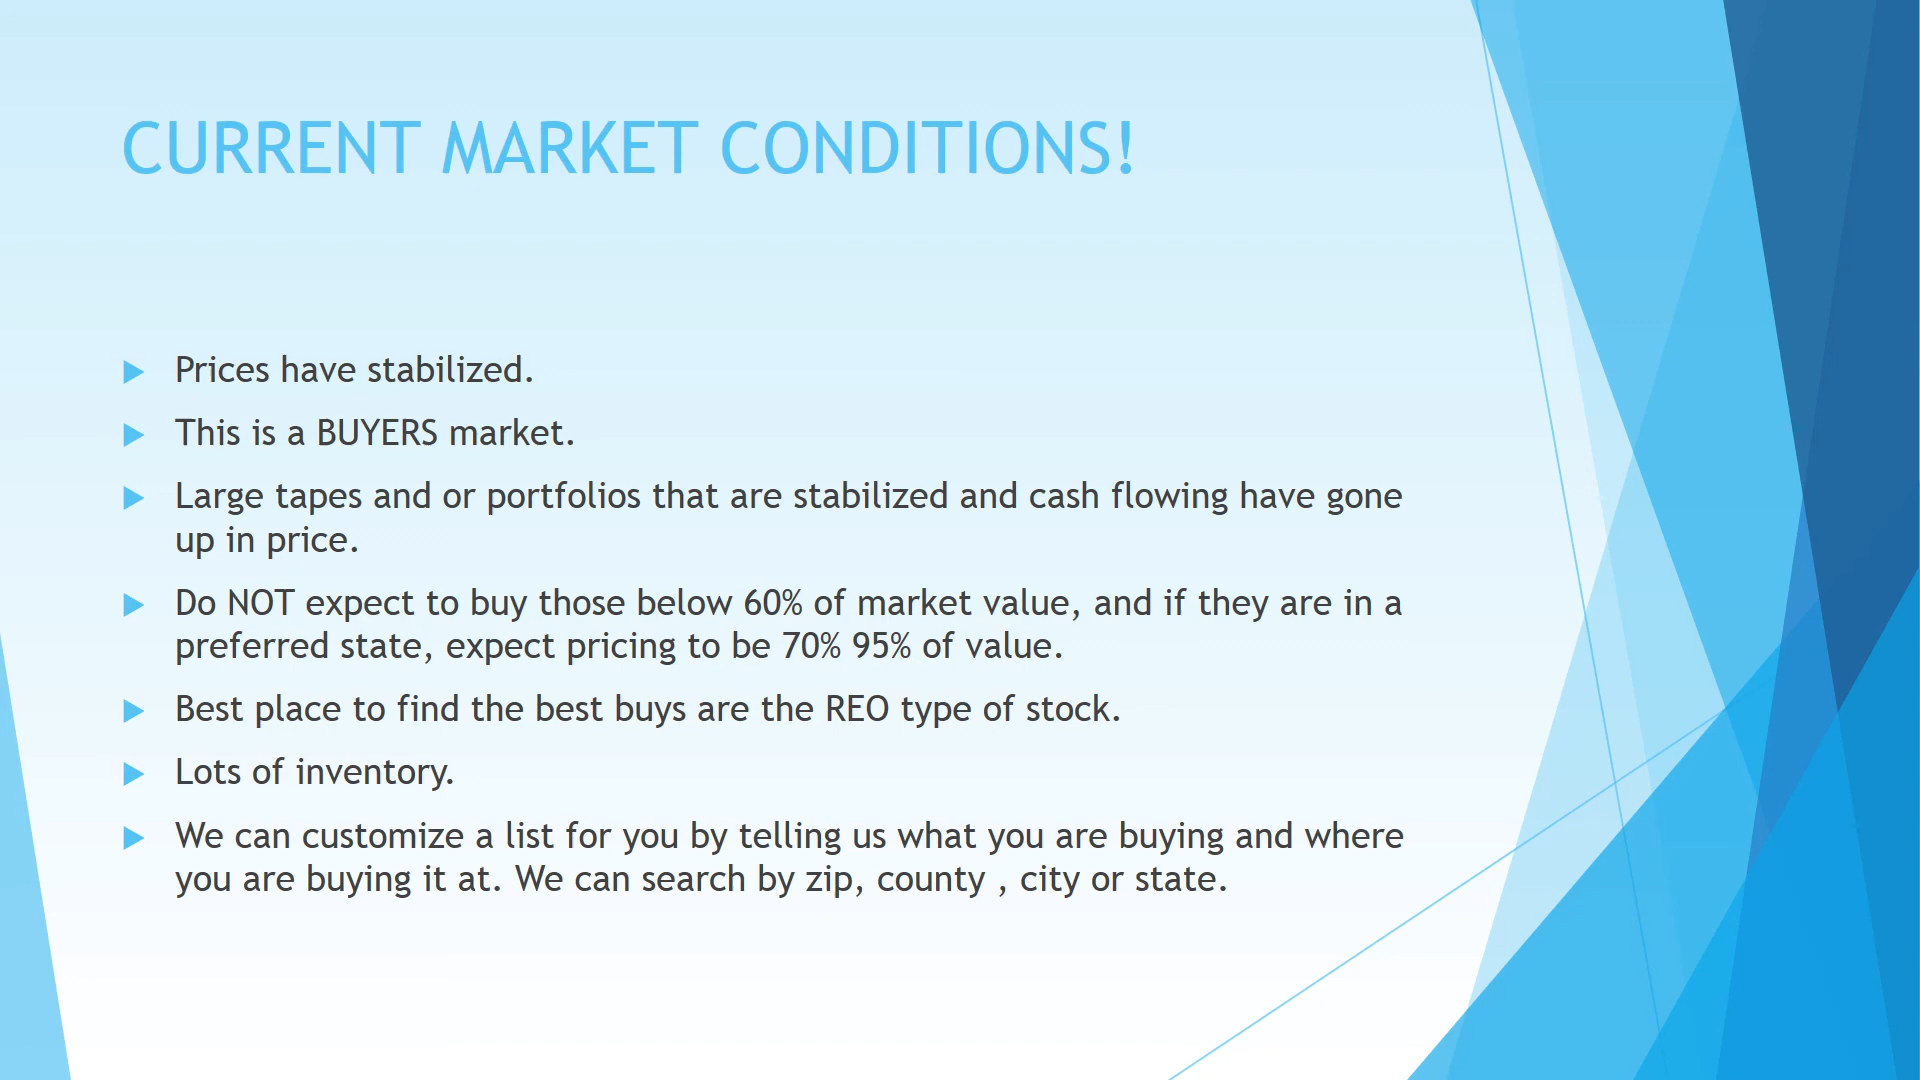 CURRENT MARKET CONDITIONS!
Prices have stabilized.
This is a BUYERS market.
Large tapes and or portfolios that are stabilized and cash flowing have gone
up in price.
Do NOT expect to buy those below 60% of market value, and if they are in a
preferred state, expect pricing to be 70% 95% of value.
Best place to find the best buys are the REO type of stock.
Lots of inventory.
We can customize a list for you by telling us what you are buying and where
you are buying it at. We can search by zip, county , city or state.